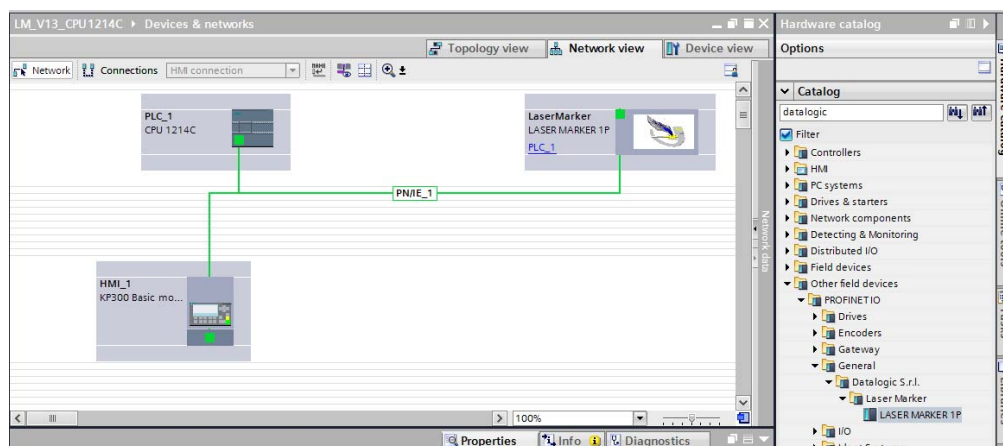 LM_V13_CPU1214C ▸ Devices & networks
Hardware catalog
Topology view
Network view
Device view
Options
Network
Connections
HMI connection
PLC_1
CPU 1214C
LaserMarker
LASER MARKER 1P
PLC_1
PN/IE_1
HMI_1
KP300 Basic mo...
Network data
100%
Properties
Info
Diagnostics
Catalog
datalogic
Filter
Controllers
HMI
PC systems
Drives & starters
Network components
Detecting & Monitoring
Distributed I/O
Field devices
Other field devices
PROFINET IO
Drives
Encoders
Gateway
General
Datalogic S.r.l.
Laser Marker
LASER MARKER 1P
I/O